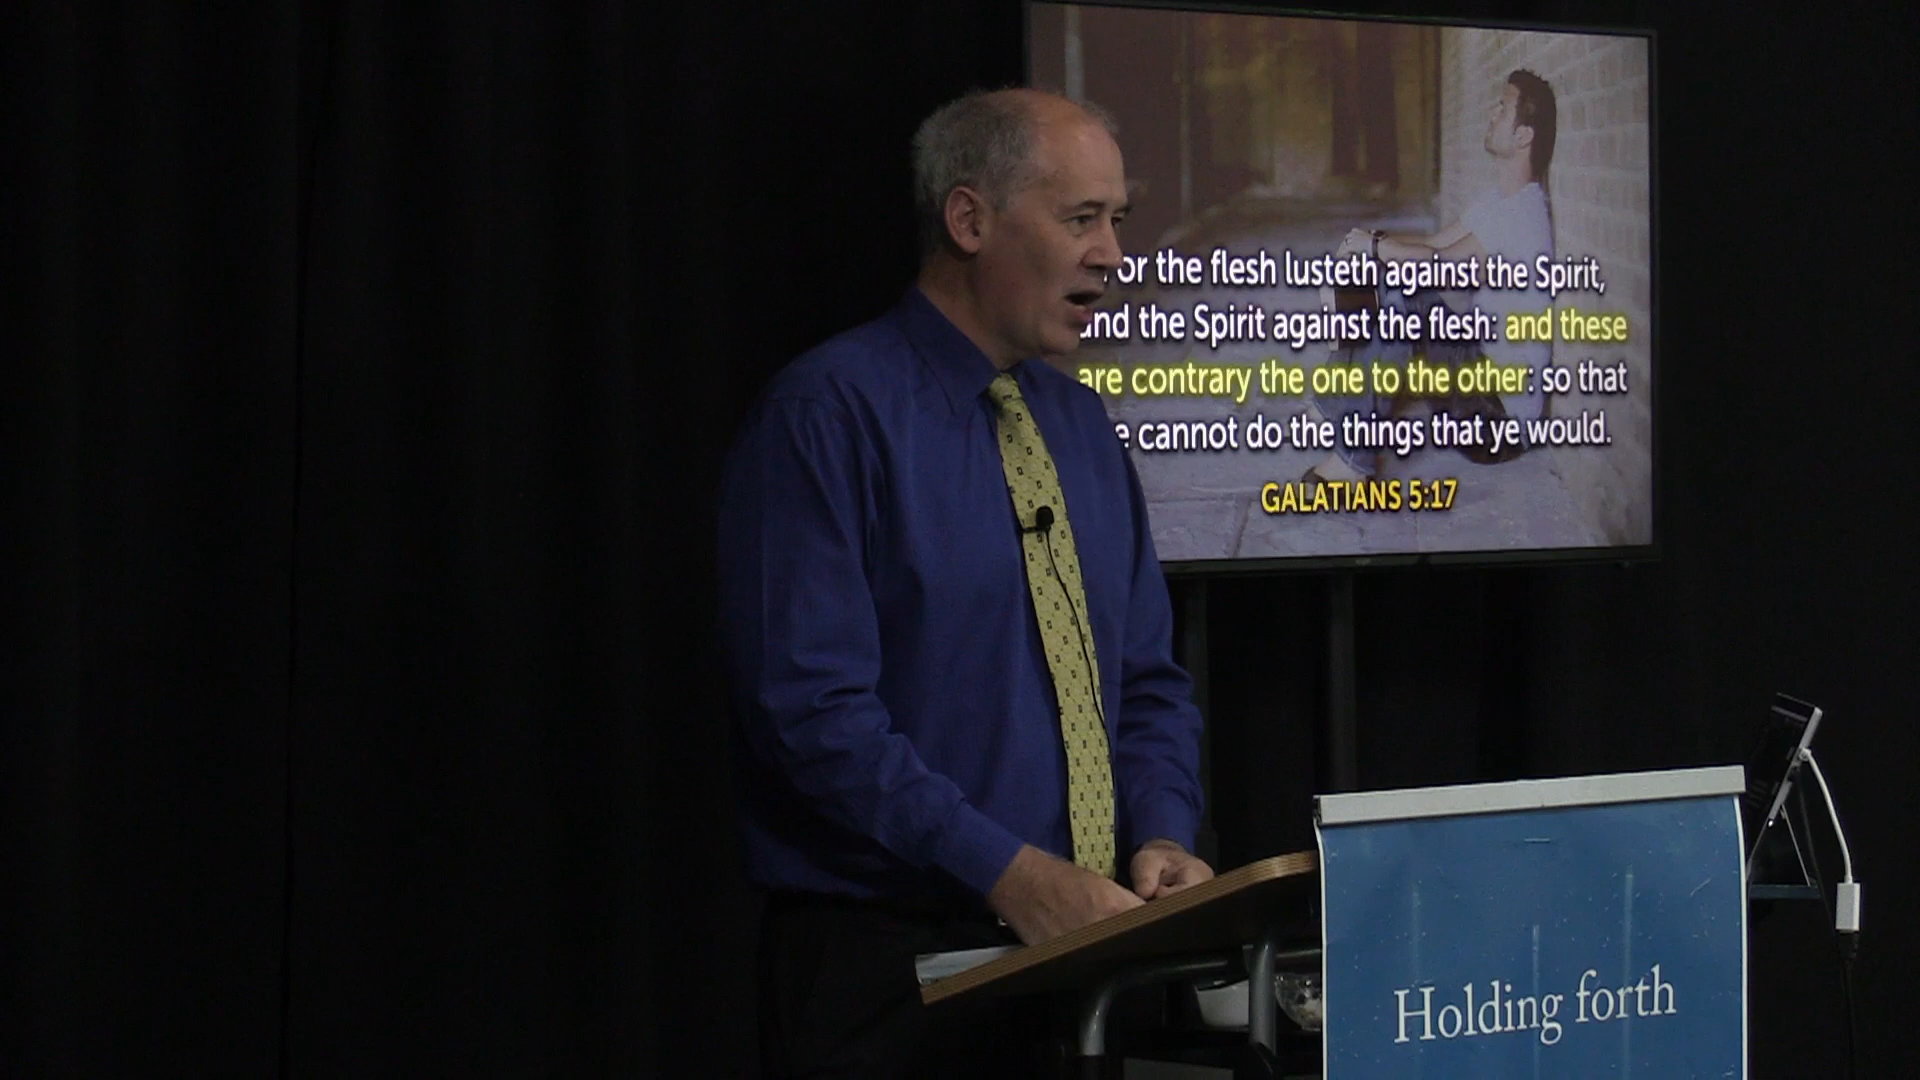 or the flesh lusteth against the Spirit,
and the Spirit against the flesh: and these
are contrary the one to the other: so that
e cannot do the things that ye would.
GALATIANS 5:17
Holding forth